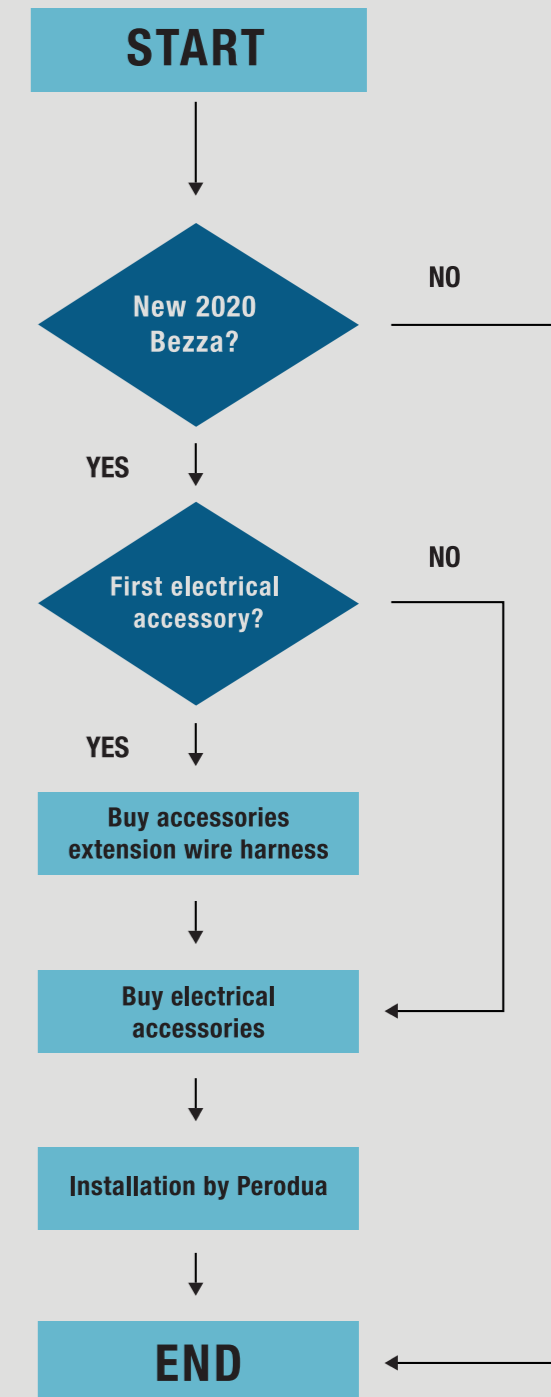 START
New 2020
Bezza?
NO
YES
First electrical
accessory?
NO
YES
Buy accessories
extension wire harness
Buy electrical
accessories
Installation by Perodua
END